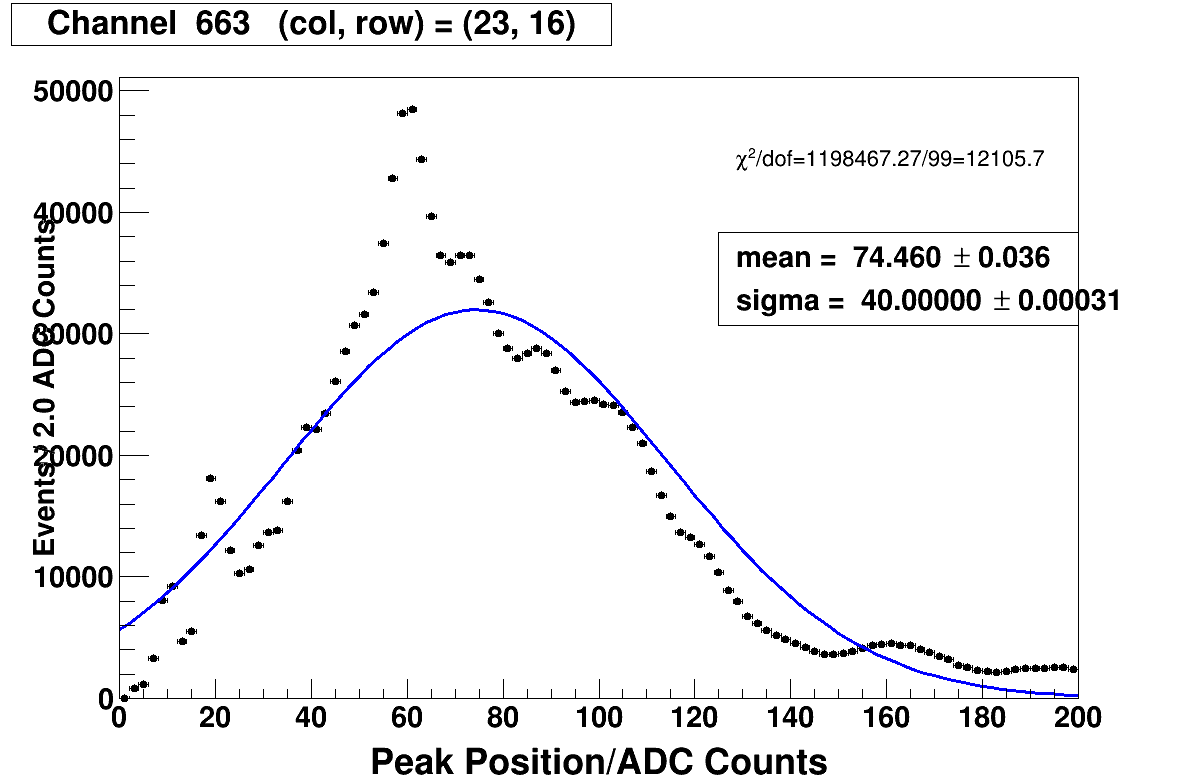 Channel 663 (col, row) = (23, 16)
50000
40000
30000
20000
10000
0
Events/ 2.0 ADC Counts
χ²/dof=1198467.27/99=12105.7
mean = 74.460 ± 0.036
sigma = 40.00000 ± 0.00031
0 20 40 60 80 100 120 140 160 180 200
Peak Position/ADC Counts